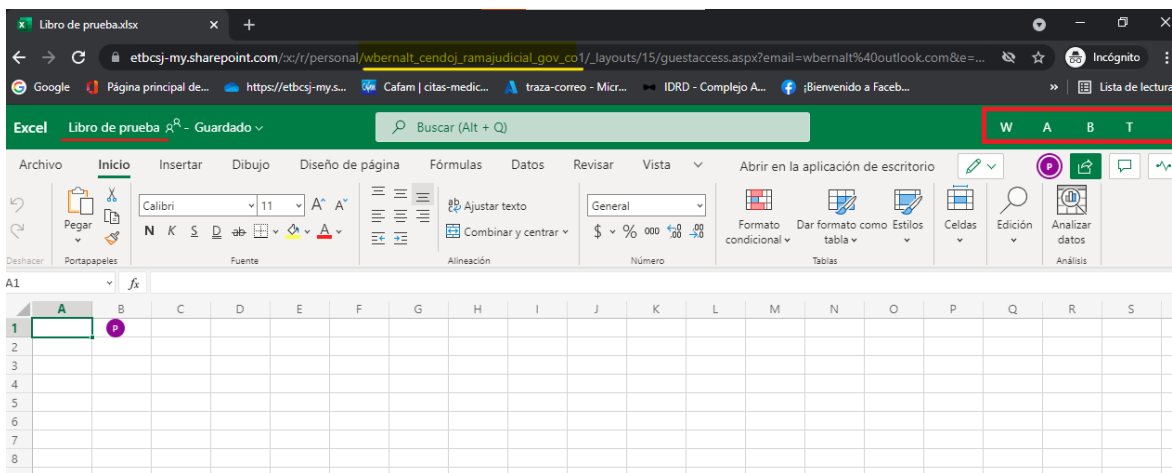 Libro de prueba.xlsx
etbcsj-my.sharepoint.com/:x:/r/personal/wbernalt_cendoj_ramajudicial_gov_co1/_layouts/15/guestaccess.aspx?email=wbernalt%40outlook.com&e=... Incógnito
Google Página principal de... https://etbcsj-my.s... Cafam | citas-medic... traza-correo - Micr... IDRD - Complejo A... ¡Bienvenido a Faceb... » Lista de lectura
Excel Libro de prueba - Guardado Buscar (Alt + Q) W A B T
Archivo Inicio Insertar Dibujo Diseño de página Fórmulas Datos Revisar Vista Abrir en la aplicación de escritorio P
Pegar Calibri 11 A A Ajustar texto General Formato condicional Dar formato como tabla Estilos Celdas Edición Analizar datos
N K S D ab A Combinar y centrar $ % 000
Deshacer Portapapeles Fuente Alineación Número Tablas Análisis
A1 fx
A B C D E F G H I J K L M N O P Q R S
1 P
2
3
4
5
6
7
8